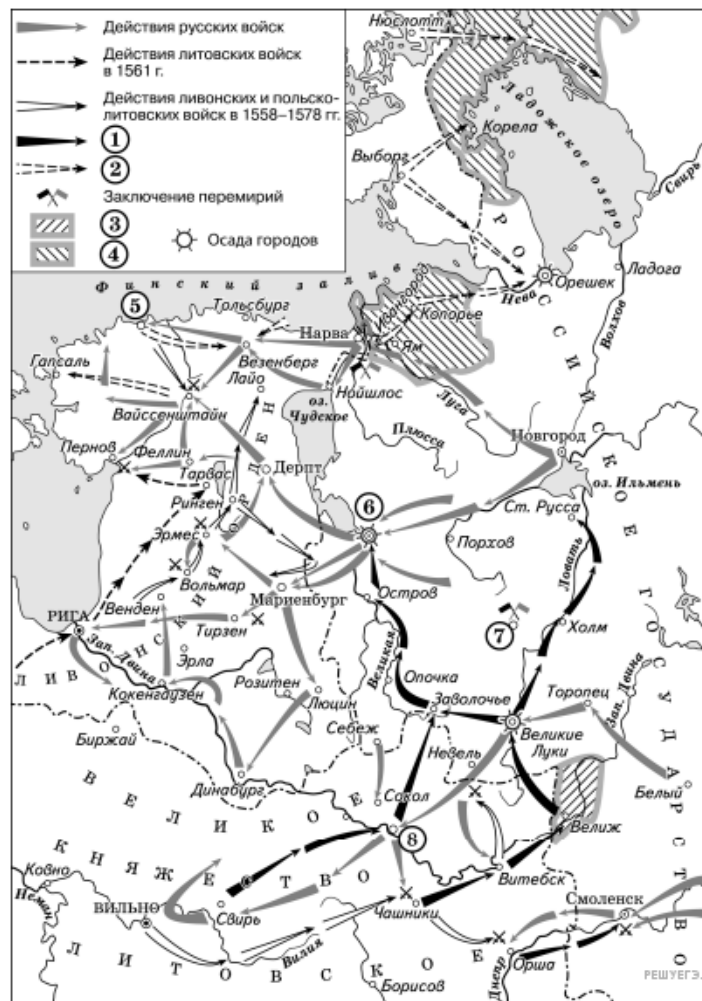 Действия русских войск
Действия литовских войск
в 1561 г.
Действия ливонских и польско-
литовских войск в 1558–1578 гг.
1
2
Заключение перемирий
3
4
Осада городов
Нюслотт
Ладожское озеро
Корела
Выборг
Свирь
РОССИЙСКОЕ ГОСУДАРСТВО
Финский залив
Орешек
Ладога
Нева
Волхов
5
Тольсбург
Нарва
Ивангород
Копорье
Ям
Гапсаль
Везенберг
Лайо
Нойшлос
оз.
Чудское
Луга
Вайссенштайн
Плюсса
Новгород
Пернов
Феллин
Дерпт
оз. Ильмень
Тарвас
Ринген
6
Ст. Русса
Эрмес
Порхов
Ловать
Вольмар
Остров
7
Венден
Мариенбург
Холм
РИГА
Тирзен
Зап. Двина
Великая
Эрла
Опочка
Зап. Двина
ЛИВОНСКИЙ ОРДЕН
Розитен
Заволочье
Торопец
Кокенгаузен
Люцин
Себеж
Великие
Луки
Биржай
Невель
Белый
Динабург
Сокол
Велиж
ВЕЛИКОЕ
КНЯЖЕСТВО
ЛИТОВСКОЕ
8
Ковно
Витебск
Неман
ВИЛЬНО
Свирь
Чашники
Смоленск
Вилия
Борисов
Днепр
Орша
РЕШУЕГЭ.